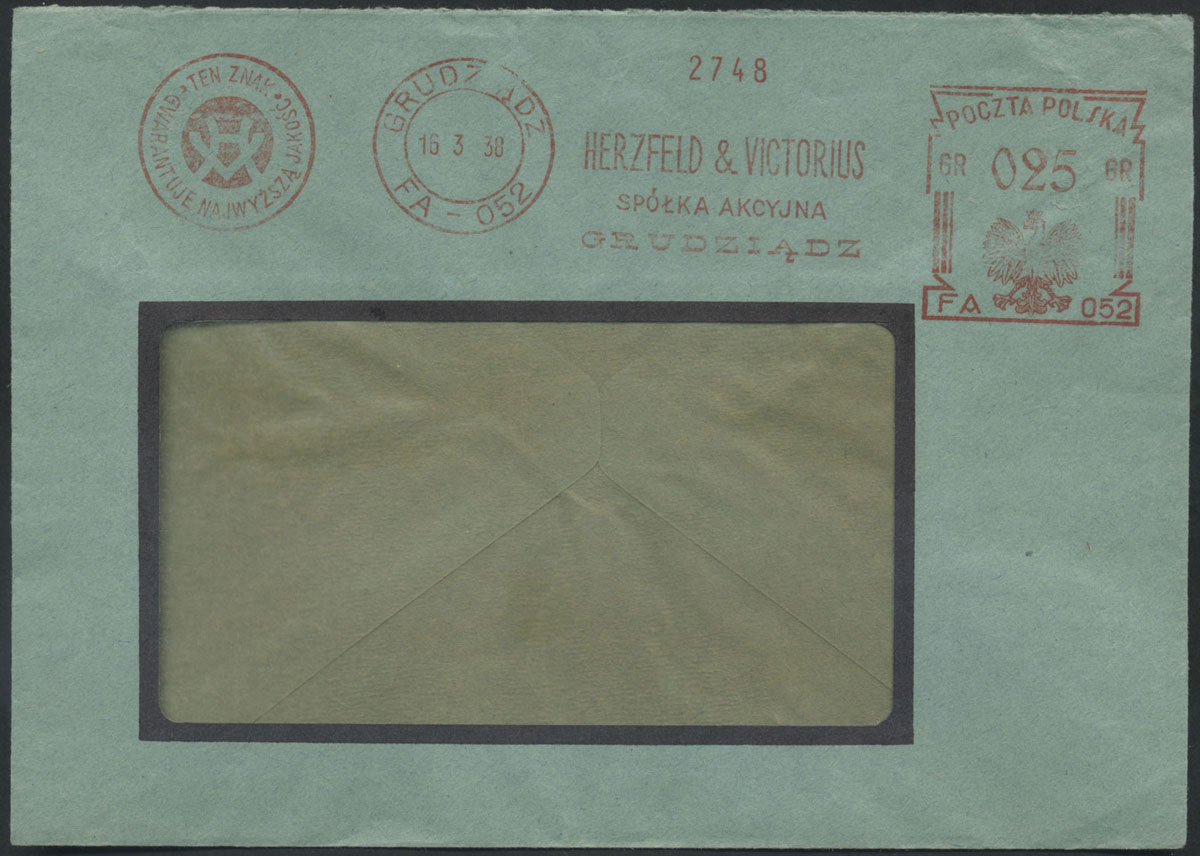 TEN ZNAK • GWARANTUJE NAJWYŻSZĄ JAKOŚĆ •
HV
GRUDZIĄDZ
16 3 38
FA - 052
2748
HERZFELD & VICTORIUS
SPÓŁKA AKCYJNA
GRUDZIĄDZ
POCZTA POLSKA
GR 025 GR
FA 052